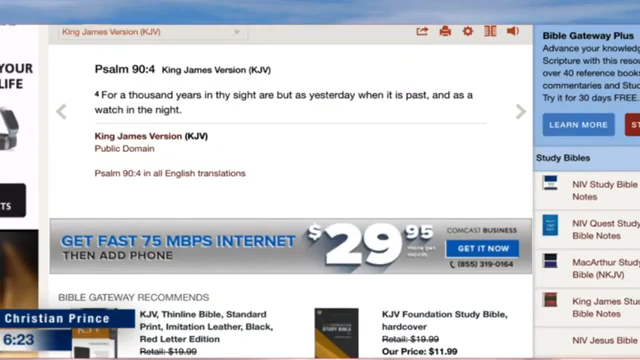 YOUR
LIFE
TS
Christian Prince
6:23
King James Version (KJV)
Psalm 90:4 King James Version (KJV)
4 For a thousand years in thy sight are but as yesterday when it is past, and as a
watch in the night.
King James Version (KJV)
Public Domain
Psalm 90:4 in all English translations
GET FAST 75 MBPS INTERNET
THEN ADD PHONE
$29.95
more per month
COMCAST BUSINESS
GET IT NOW
(855) 319-0164
BIBLE GATEWAY RECOMMENDS
KJV, Thinline Bible, Standard
Print, Imitation Leather, Black,
Red Letter Edition
Retail: $19.99
KJV Foundation Study Bible,
hardcover
Retail: $19.99
Our Price: $11.99
Bible Gateway Plus
Advance your knowledg
Scripture with this resou
over 40 reference books
commentaries and Stud
Try it for 30 days FREE.
LEARN MORE
ST
Study Bibles
NIV Study Bible
Notes
NIV Quest Study
Bible Notes
MacArthur Study
(NKJV)
King James Stud
Bible Notes
NIV Jesus Bible